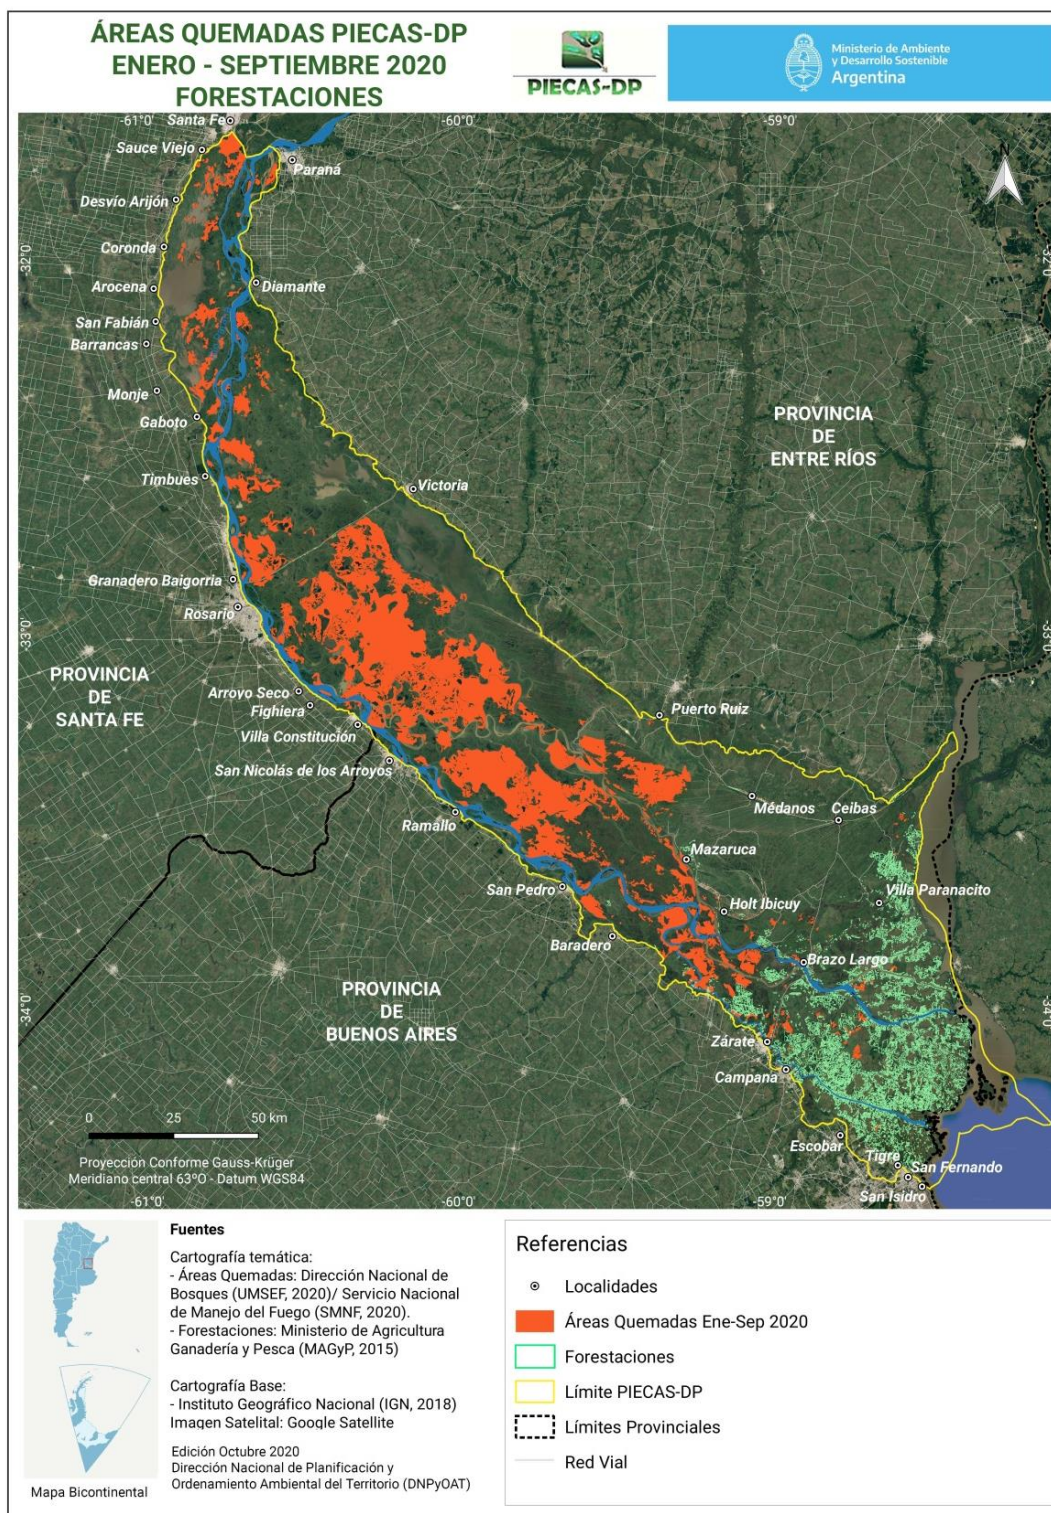 ÁREAS QUEMADAS PIECAS-DP
ENERO - SEPTIEMBRE 2020
FORESTACIONES
PIECAS-DP
Ministerio de Ambiente
y Desarrollo Sostenible
Argentina
-61°0'
-60°0'
-59°0'
Santa Fe
Sauce Viejo
Paraná
N
Desvío Arijón
Coronda
-32°0'
-32°0'
Arocena
Diamante
San Fabián
Barrancas
Monje
Gaboto
PROVINCIA
DE
ENTRE RÍOS
Timbues
Victoria
Granadero Baigorria
Rosario
-33°0'
-33°0'
PROVINCIA
DE
SANTA FE
Arroyo Seco
Fighiera
Villa Constitución
Puerto Ruiz
San Nicolás de los Arroyos
Ramallo
Médanos
Ceibas
Mazaruca
San Pedro
Holt Ibicuy
Villa Paranacito
Baradero
Brazo Largo
PROVINCIA
DE
BUENOS AIRES
-34°0'
-34°0'
Zárate
Campana
Escobar
Tigre
San Fernando
San Isidro
0 25 50 km
Proyección Conforme Gauss-Krüger
Meridiano central 63°O - Datum WGS84
-61°0'
-60°0'
-59°0'
Fuentes
Cartografía temática:
- Áreas Quemadas: Dirección Nacional de
Bosques (UMSEF, 2020)/ Servicio Nacional
de Manejo del Fuego (SMNF, 2020).
- Forestaciones: Ministerio de Agricultura
Ganadería y Pesca (MAGyP, 2015)
Cartografía Base:
- Instituto Geográfico Nacional (IGN, 2018)
Imagen Satelital: Google Satellite
Edición Octubre 2020
Dirección Nacional de Planificación y
Ordenamiento Ambiental del Territorio (DNPyOAT)
Mapa Bicontinental
Referencias
Localidades
Áreas Quemadas Ene-Sep 2020
Forestaciones
Límite PIECAS-DP
Límites Provinciales
Red Vial